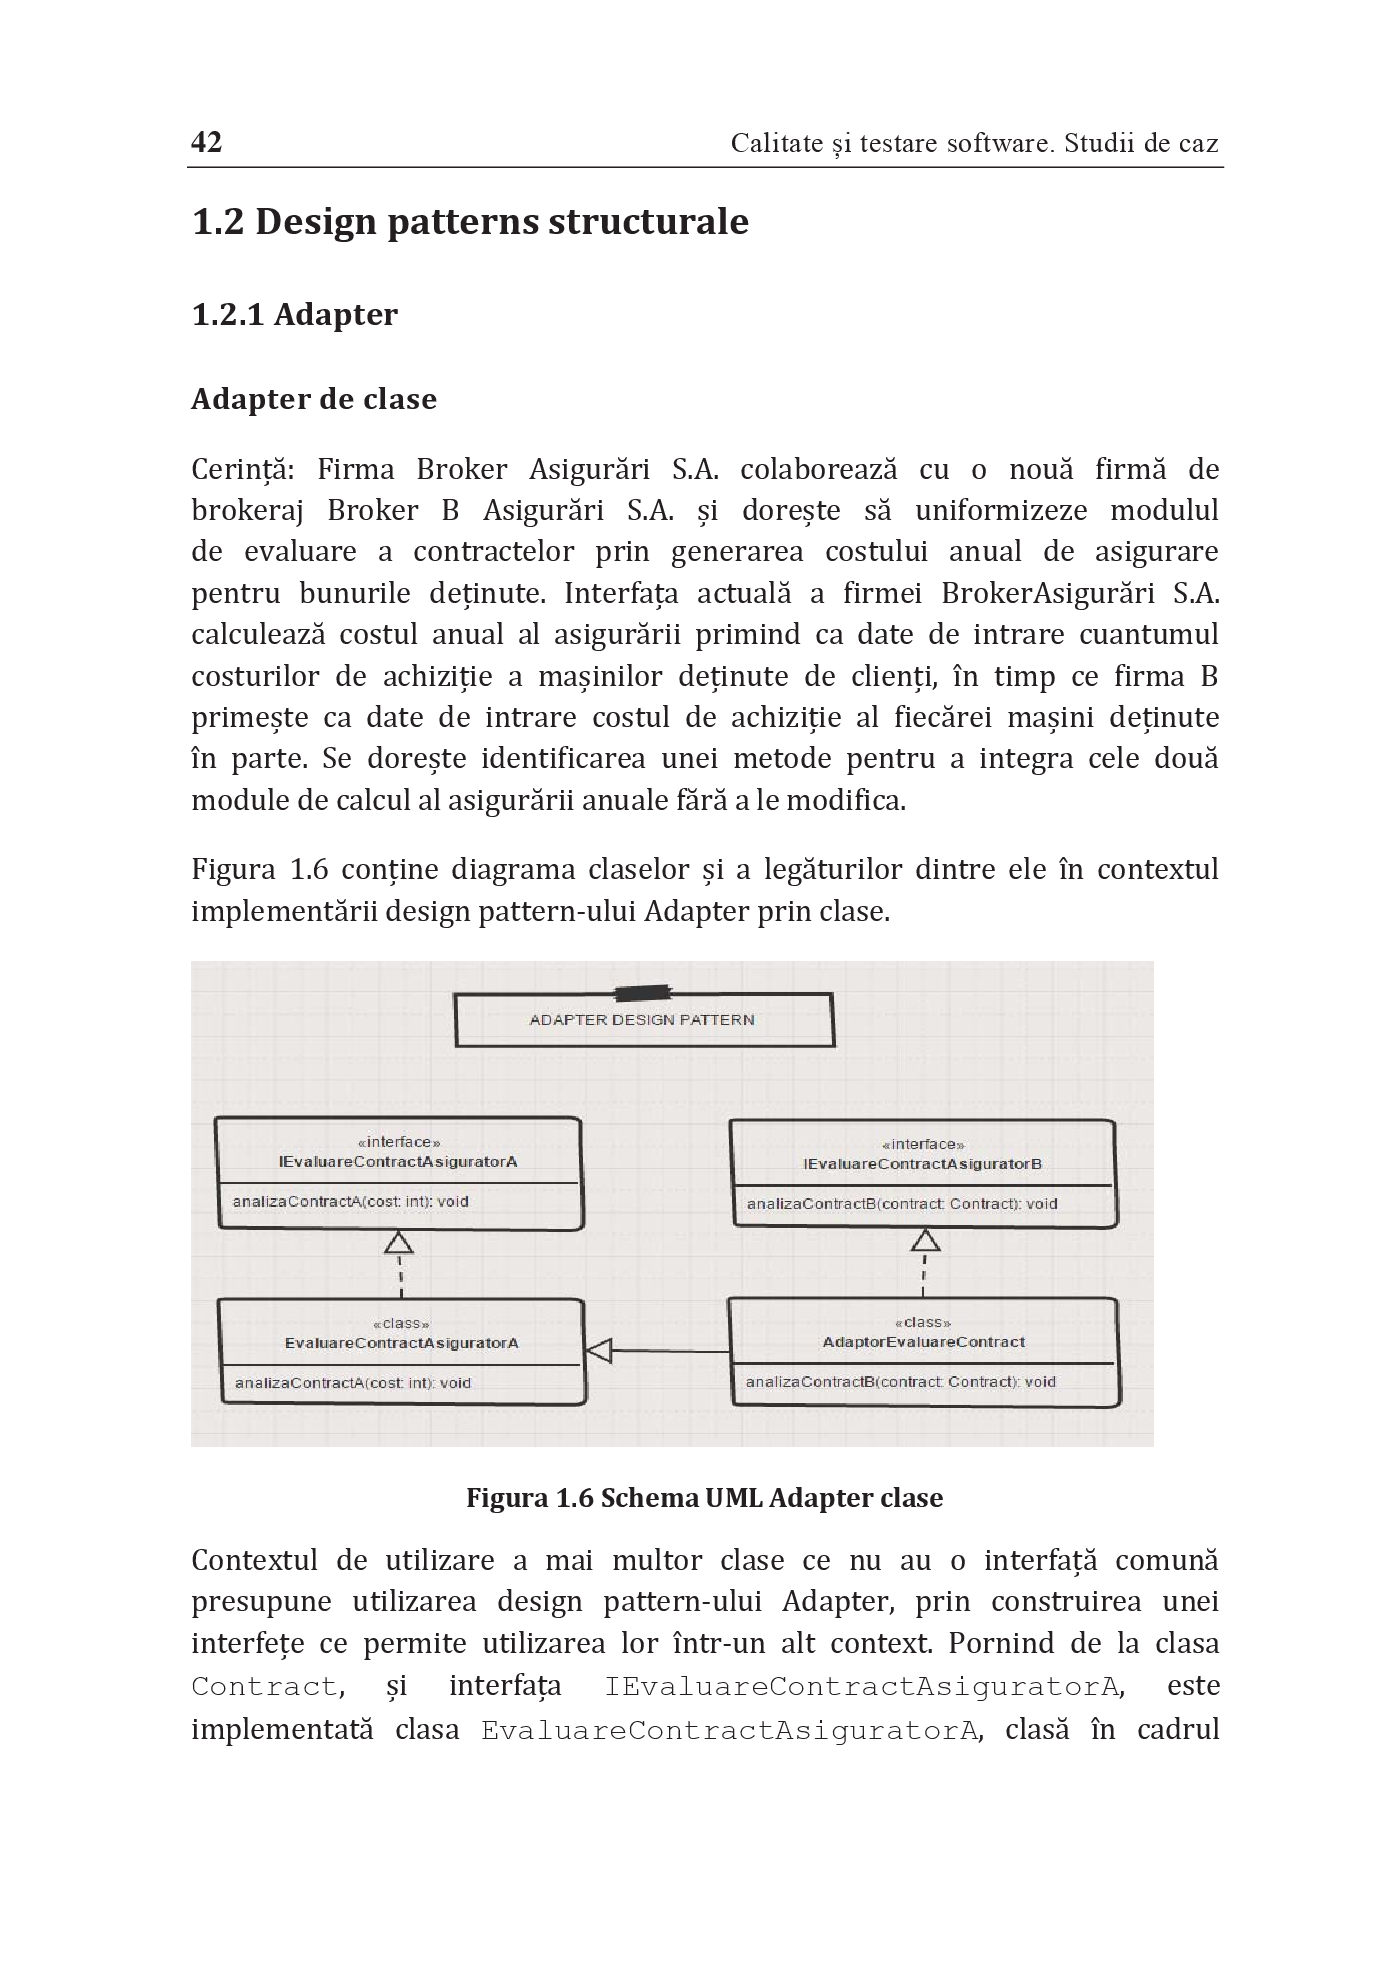 42 Calitate și testare software. Studii de caz
1.2 Design patterns structurale
1.2.1 Adapter
Adapter de clase
Cerință: Firma Broker Asigurări S.A. colaborează cu o nouă firmă de
brokeraj Broker B Asigurări S.A. și dorește să uniformizeze modulul
de evaluare a contractelor prin generarea costului anual de asigurare
pentru bunurile deținute. Interfața actuală a firmei BrokerAsigurări S.A.
calculează costul anual al asigurării primind ca date de intrare cuantumul
costurilor de achiziție a mașinilor deținute de clienți, în timp ce firma B
primește ca date de intrare costul de achiziție al fiecărei mașini deținute
în parte. Se dorește identificarea unei metode pentru a integra cele două
module de calcul al asigurării anuale fără a le modifica.
Figura 1.6 conține diagrama claselor și a legăturilor dintre ele în contextul
implementării design pattern-ului Adapter prin clase.
ADAPTER DESIGN PATTERN
«interface»
IEvaluareContractAsiguratorA
analizaContractA(cost: int): void
«interface»
IEvaluareContractAsiguratorB
analizaContractB(contract: Contract): void
«class»
EvaluareContractAsiguratorA
analizaContractA(cost: int): void
«class»
AdaptorEvaluareContract
analizaContractB(contract: Contract): void
Figura 1.6 Schema UML Adapter clase
Contextul de utilizare a mai multor clase ce nu au o interfață comună
presupune utilizarea design pattern-ului Adapter, prin construirea unei
interfețe ce permite utilizarea lor într-un alt context. Pornind de la clasa
Contract, și interfața IEvaluareContractAsiguratorA, este
implementată clasa EvaluareContractAsiguratorA, clasă în cadrul